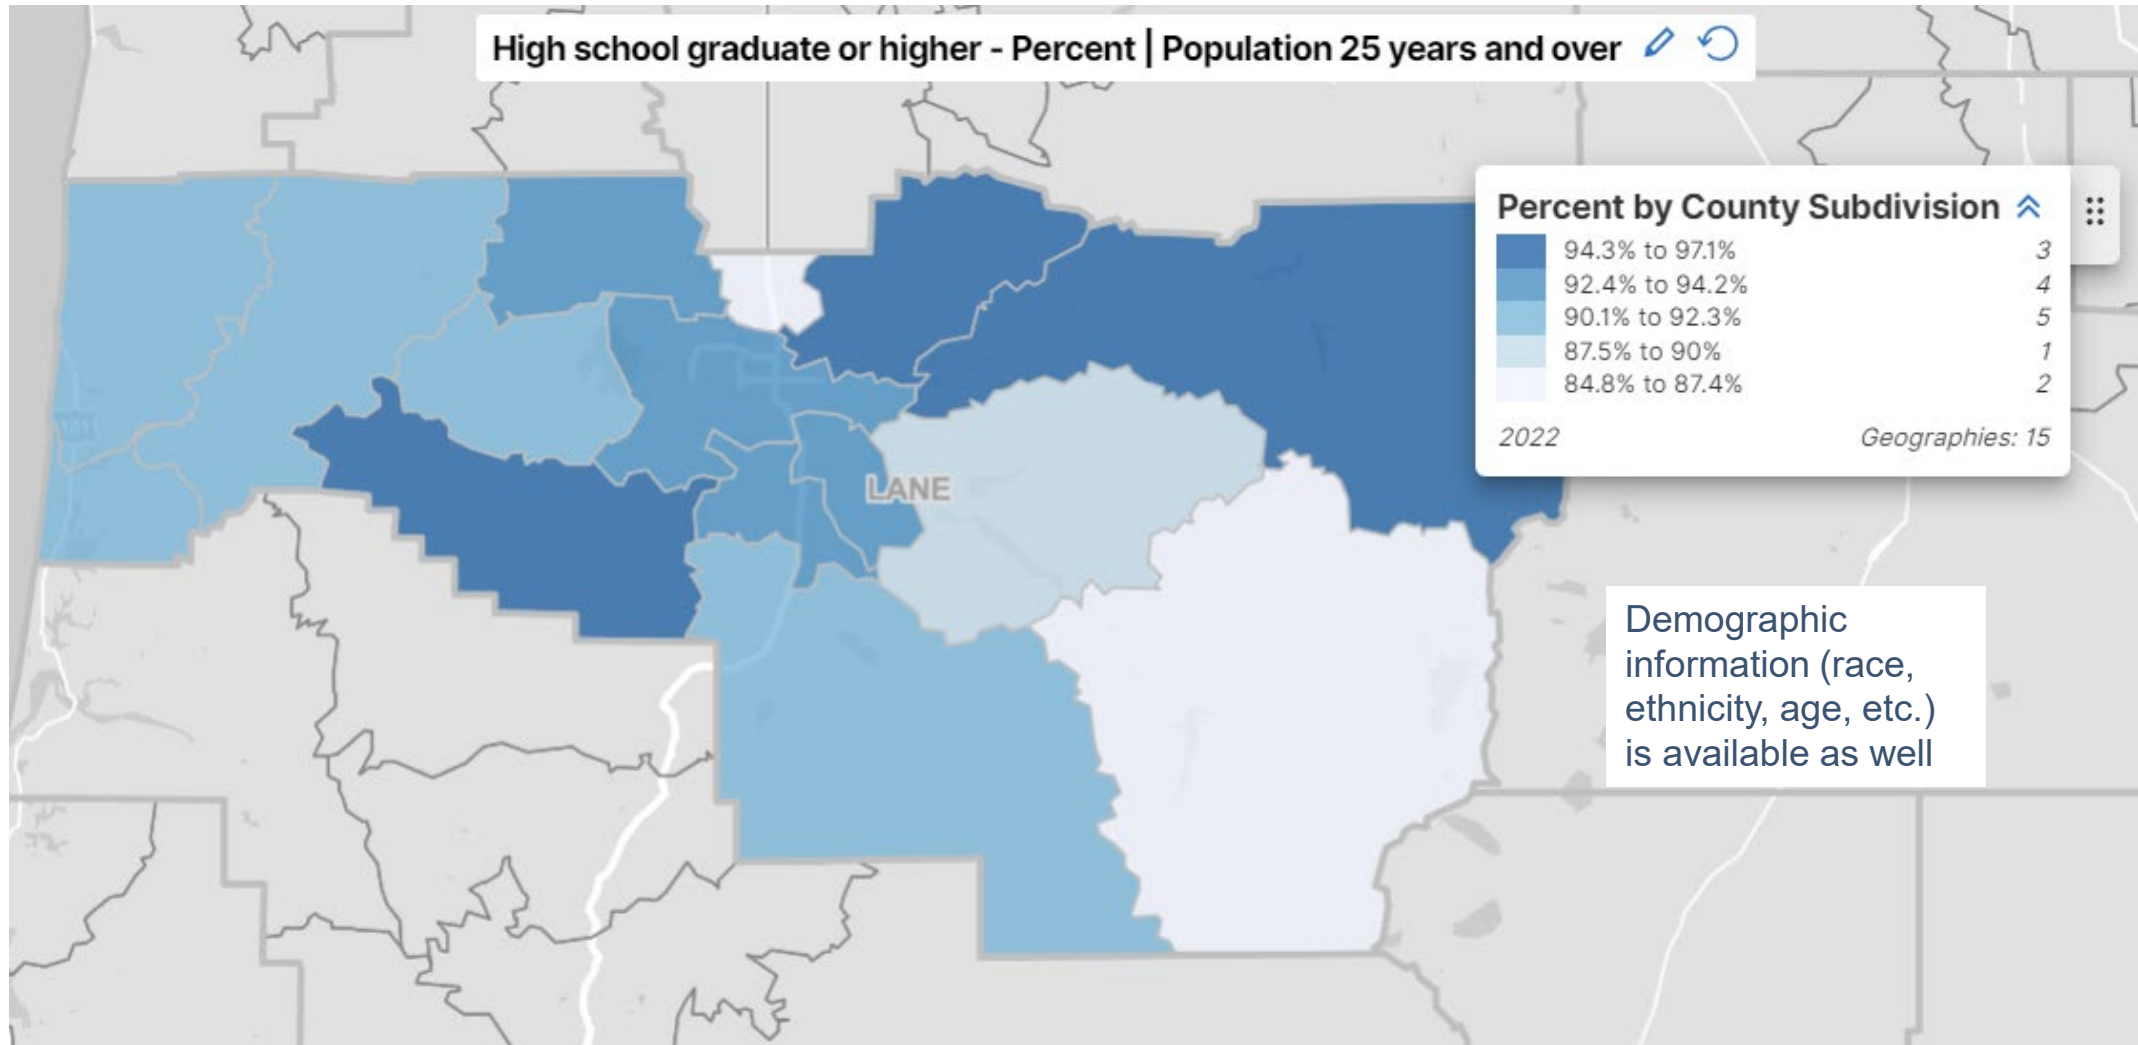 High school graduate or higher - Percent | Population 25 years and over
Percent by County Subdivision
94.3% to 97.1% 3
92.4% to 94.2% 4
90.1% to 92.3% 5
87.5% to 90% 1
84.8% to 87.4% 2
2022 Geographies: 15
101
LANE
Demographic
information (race,
ethnicity, age, etc.)
is available as well